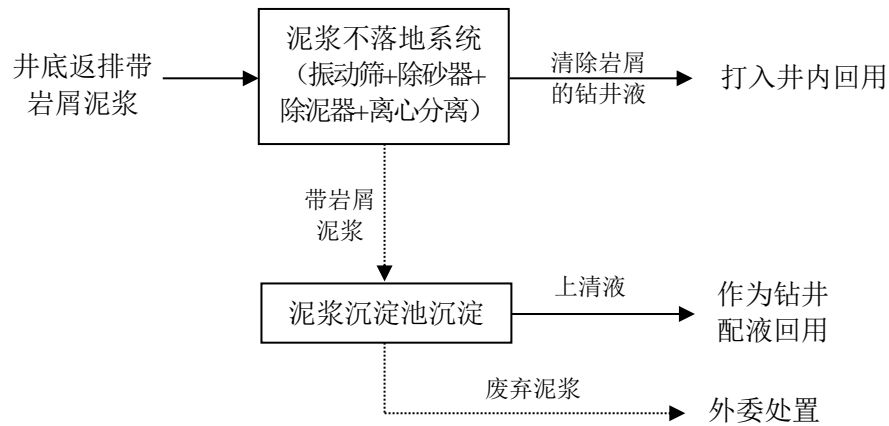 井底返排带
岩屑泥浆
泥浆不落地系统
（振动筛+除砂器+
除泥器+离心分离）
清除岩屑
的钻井液
打入井内回用
带岩屑
泥浆
泥浆沉淀池沉淀
上清液
作为钻井
配液回用
废弃泥浆
外委处置